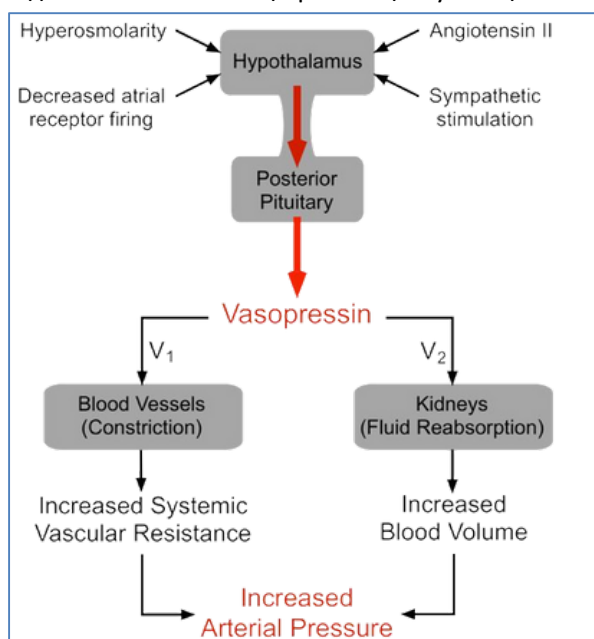 Hyperosmolarity
Angiotensin II
Hypothalamus
Decreased atrial
receptor firing
Sympathetic
stimulation
Posterior
Pituitary
Vasopressin
V1
V2
Blood Vessels
(Constriction)
Kidneys
(Fluid Reabsorption)
Increased Systemic
Vascular Resistance
Increased
Blood Volume
Increased
Arterial Pressure